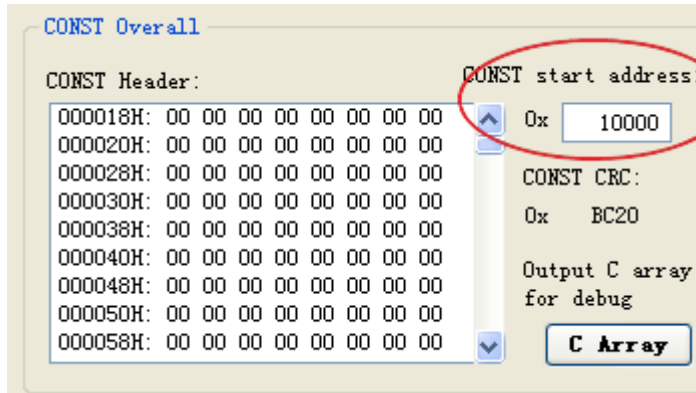 CONST Overall
CONST Header:
000018H: 00 00 00 00 00 00 00 00
000020H: 00 00 00 00 00 00 00 00
000028H: 00 00 00 00 00 00 00 00
000030H: 00 00 00 00 00 00 00 00
000038H: 00 00 00 00 00 00 00 00
000040H: 00 00 00 00 00 00 00 00
000048H: 00 00 00 00 00 00 00 00
000050H: 00 00 00 00 00 00 00 00
000058H: 00 00 00 00 00 00 00 00
CONST start address:
0x 10000
CONST CRC:
0x BC20
Output C array
for debug
C Array